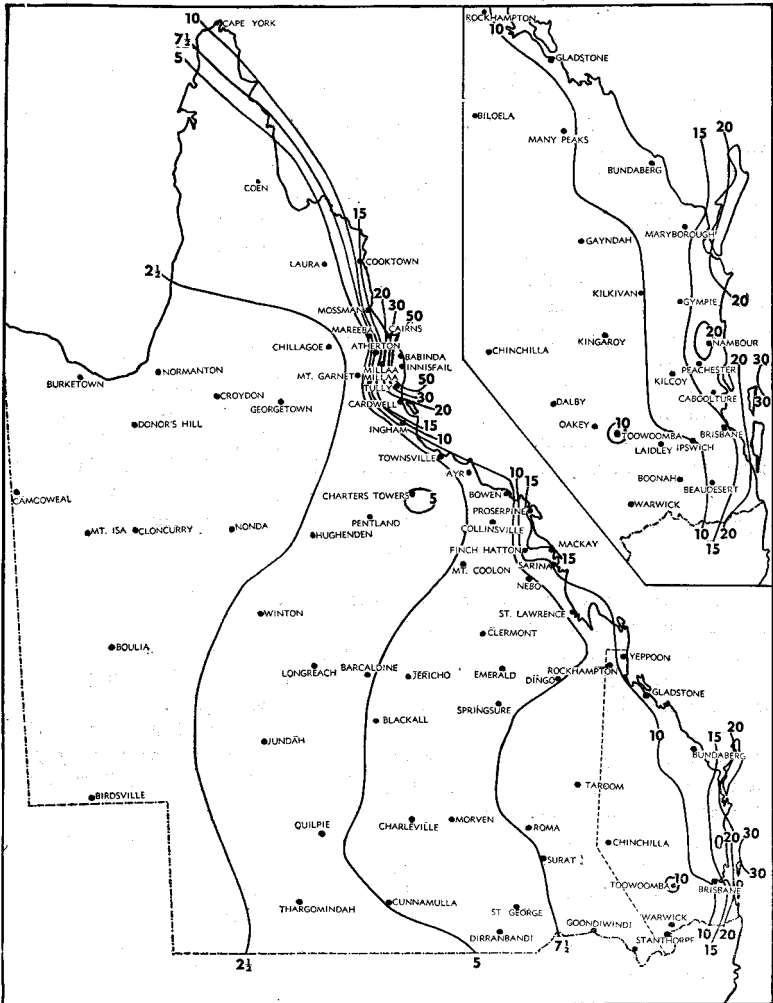 10
CAPE YORK
7½
5
COEN
15
LAURA
COOKTOWN
2½
20
30
MOSSMAN
50
MAREEBA
CAIRNS
ATHERTON
CHILLAGOE
BABINDA
INNISFAIL
MILLAA
MILLAA
MT. GARNET
TULLY
50
BURKETOWN
NORMANTON
CROYDON
GEORGETOWN
30
CARDWELL
20
DONOR'S HILL
15
INGHAM
10
TOWNSVILLE
AYR
10
15
CAMCOWEAL
CHARTERS TOWERS
5
BOWEN
PROSERPINE
PENTLAND
COLLINSVILLE
MT. ISA
CLONCURRY
NONDA
HUGHENDEN
FINCH HATTON
MACKAY
15
MT. COOLON
SARINA
NEBO
WINTON
ST. LAWRENCE
CLERMONT
BOULIA
YEPPOON
LONGREACH
BARCALDINE
JERICHO
EMERALD
DINGO
ROCKHAMPTON
GLADSTONE
SPRINGSURE
BLACKALL
JUNDAH
10
15
20
BUNDABERG
BIRDSVILLE
TAROOM
QUILPIE
CHARLEVILLE
MORVEN
ROMA
CHINCHILLA
20
30
SURAT
10
TOOWOOMBA
BRISBANE
30
THARGOMINDAH
CUNNAMULLA
ST GEORGE
GOONDIWINDI
WARWICK
DIRRANBANDI
STANTHORPE
10
20
15
2½
5
7½
ROCKHAMPTON
10
GLADSTONE
BILOELA
MANY PEAKS
15
20
BUNDABERG
MARYBOROUGH
GAYNDAH
KILKIVAN
GYMPIE
20
KINGAROY
20
NAMBOUR
CHINCHILLA
PEACHESTER
20
30
KILCOY
CABOOLTURE
30
DALBY
OAKEY
10
TOOWOOMBA
BRISBANE
LAIDLEY
IPSWICH
BOONAH
BEAUDESERT
WARWICK
10
20
15